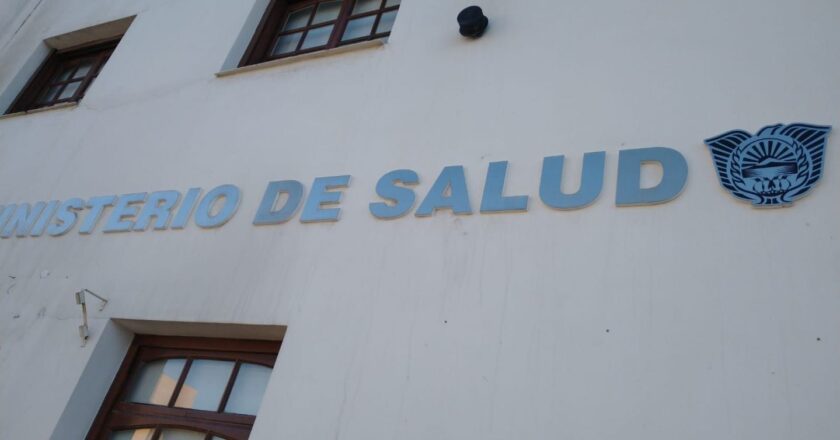 INISTERIO DE SALUD